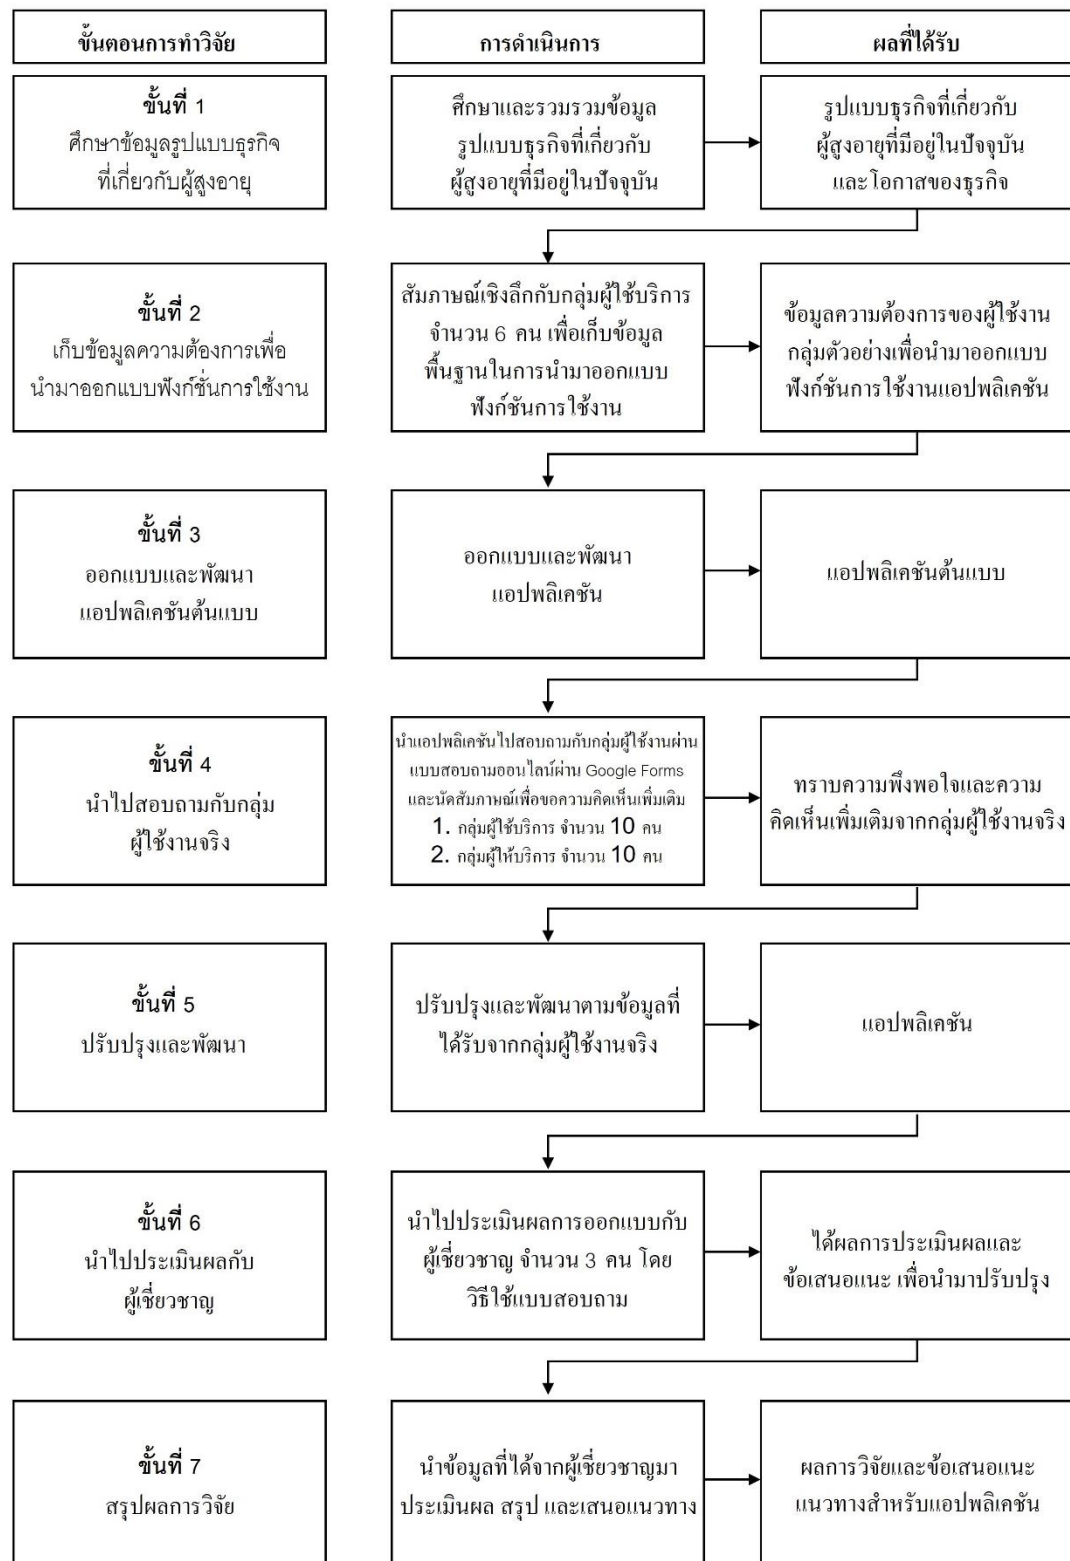 ขั้นตอนการทำวิจัย
การดำเนินการ
ผลที่ได้รับ
ขั้นที่ 1
ศึกษาข้อมูลรูปแบบธุรกิจ
ที่เกี่ยวกับผู้สูงอายุ
ศึกษาและรวมรวมข้อมูล
รูปแบบธุรกิจที่เกี่ยวกับ
ผู้สูงอายุที่มีอยู่ในปัจจุบัน
รูปแบบธุรกิจที่เกี่ยวกับ
ผู้สูงอายุที่มีอยู่ในปัจจุบัน
และโอกาสของธุรกิจ
ขั้นที่ 2
เก็บข้อมูลความต้องการเพื่อ
นำมาออกแบบฟังก์ชั่นการใช้งาน
สัมภาษณ์เชิงลึกกับกลุ่มผู้ใช้บริการ
จำนวน 6 คน เพื่อเก็บข้อมูล
พื้นฐานในการนำมาออกแบบ
ฟังก์ชันการใช้งาน
ข้อมูลความต้องการของผู้ใช้งาน
กลุ่มตัวอย่างเพื่อนำมาออกแบบ
ฟังก์ชันการใช้งานแอปพลิเคชัน
ขั้นที่ 3
ออกแบบและพัฒนา
แอปพลิเคชันต้นแบบ
ออกแบบและพัฒนา
แอปพลิเคชัน
แอปพลิเคชันต้นแบบ
ขั้นที่ 4
นำไปสอบถามกับกลุ่ม
ผู้ใช้งานจริง
นำแอปพลิเคชันไปสอบถามกับกลุ่มผู้ใช้งานผ่าน
แบบสอบถามออนไลน์ผ่าน Google Forms
และนัดสัมภาษณ์เพื่อขอความคิดเห็นเพิ่มเติม
1. กลุ่มผู้ใช้บริการ จำนวน 10 คน
2. กลุ่มผู้ให้บริการ จำนวน 10 คน
ทราบความพึงพอใจและความ
คิดเห็นเพิ่มเติมจากกลุ่มผู้ใช้งานจริง
ขั้นที่ 5
ปรับปรุงและพัฒนา
ปรับปรุงและพัฒนาตามข้อมูลที่
ได้รับจากกลุ่มผู้ใช้งานจริง
แอปพลิเคชัน
ขั้นที่ 6
นำไปประเมินผลกับ
ผู้เชี่ยวชาญ
นำไปประเมินผลการออกแบบกับ
ผู้เชี่ยวชาญ จำนวน 3 คน โดย
วิธีใช้แบบสอบถาม
ได้ผลการประเมินผลและ
ข้อเสนอแนะ เพื่อนำมาปรับปรุง
ขั้นที่ 7
สรุปผลการวิจัย
นำข้อมูลที่ได้จากผู้เชี่ยวชาญมา
ประเมินผล สรุป และเสนอแนวทาง
ผลการวิจัยและข้อเสนอแนะ
แนวทางสำหรับแอปพลิเคชัน